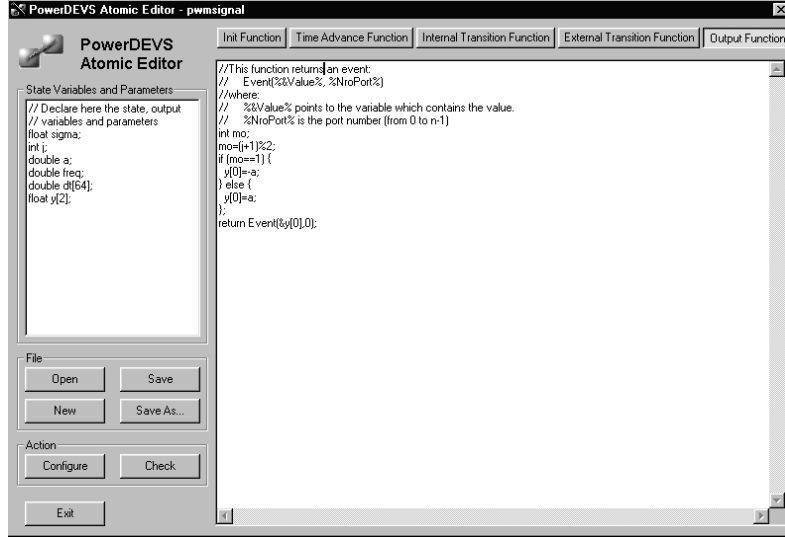 PowerDEVS Atomic Editor - pwmsignal
PowerDEVS
Atomic Editor
Init Function
Time Advance Function
Internal Transition Function
External Transition Function
Output Function
State Variables and Parameters
// Declare here the state, output
// variables and parameters
float sigma;
int j;
double a;
double freq;
double dt[64];
float y[2];
//This function returns an event:
//     Event(%&Value%, %NroPort%)
//where:
//     %&Value% points to the variable which contains the value.
//     %NroPort% is the port number (from 0 to n-1)
int mo;
mo=(j+1)%2;
if (mo==1) {
  y[0]=-a;
} else {
  y[0]=a;
};
return Event(&y[0],0);
File
Open
Save
New
Save As...
Action
Configure
Check
Exit